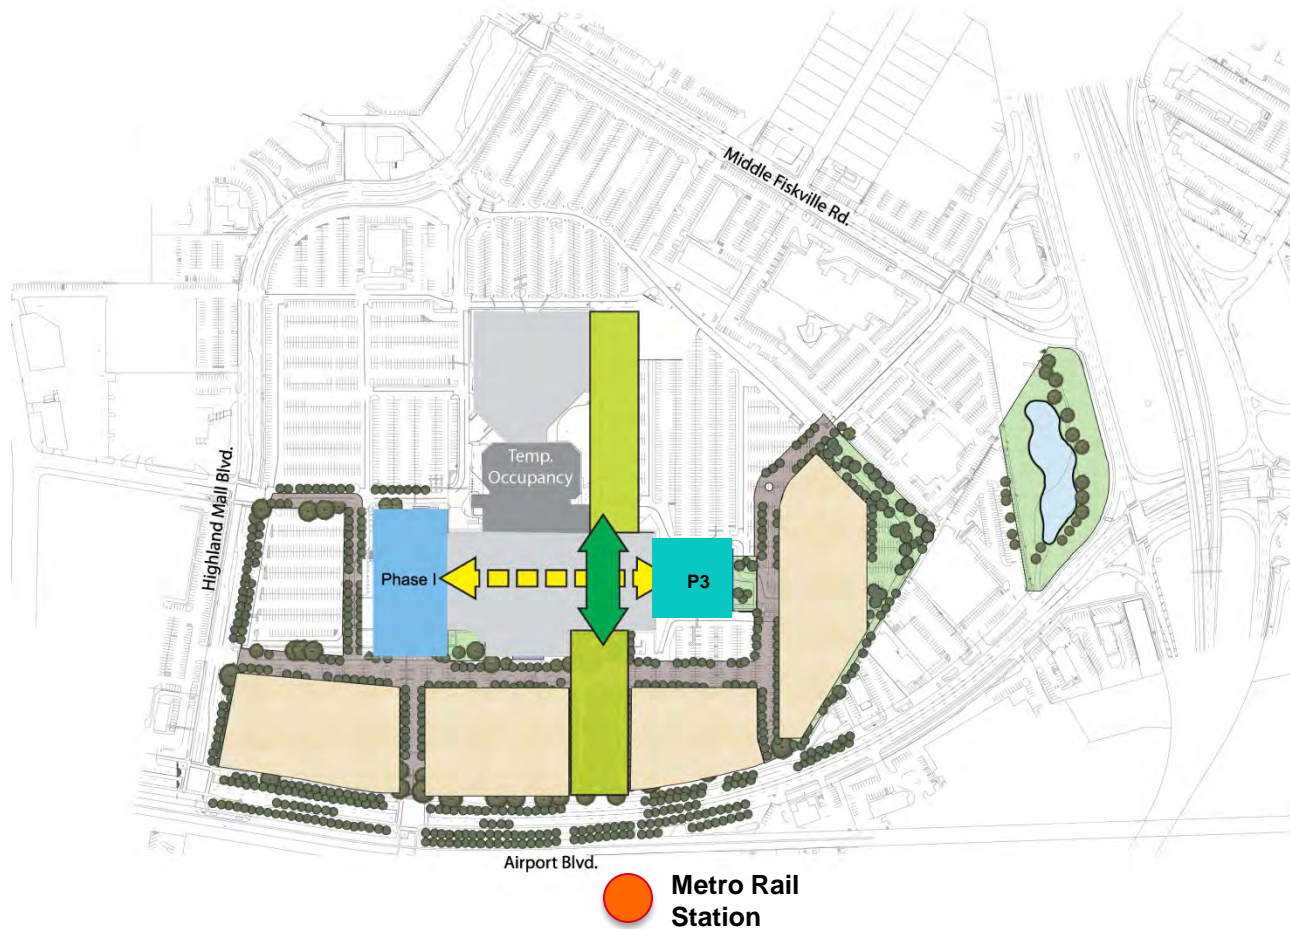 Middle Fiskville Rd.
Highland Mall Blvd.
Temp.
Occupancy
Phase I
P3
Airport Blvd.
Metro Rail
Station